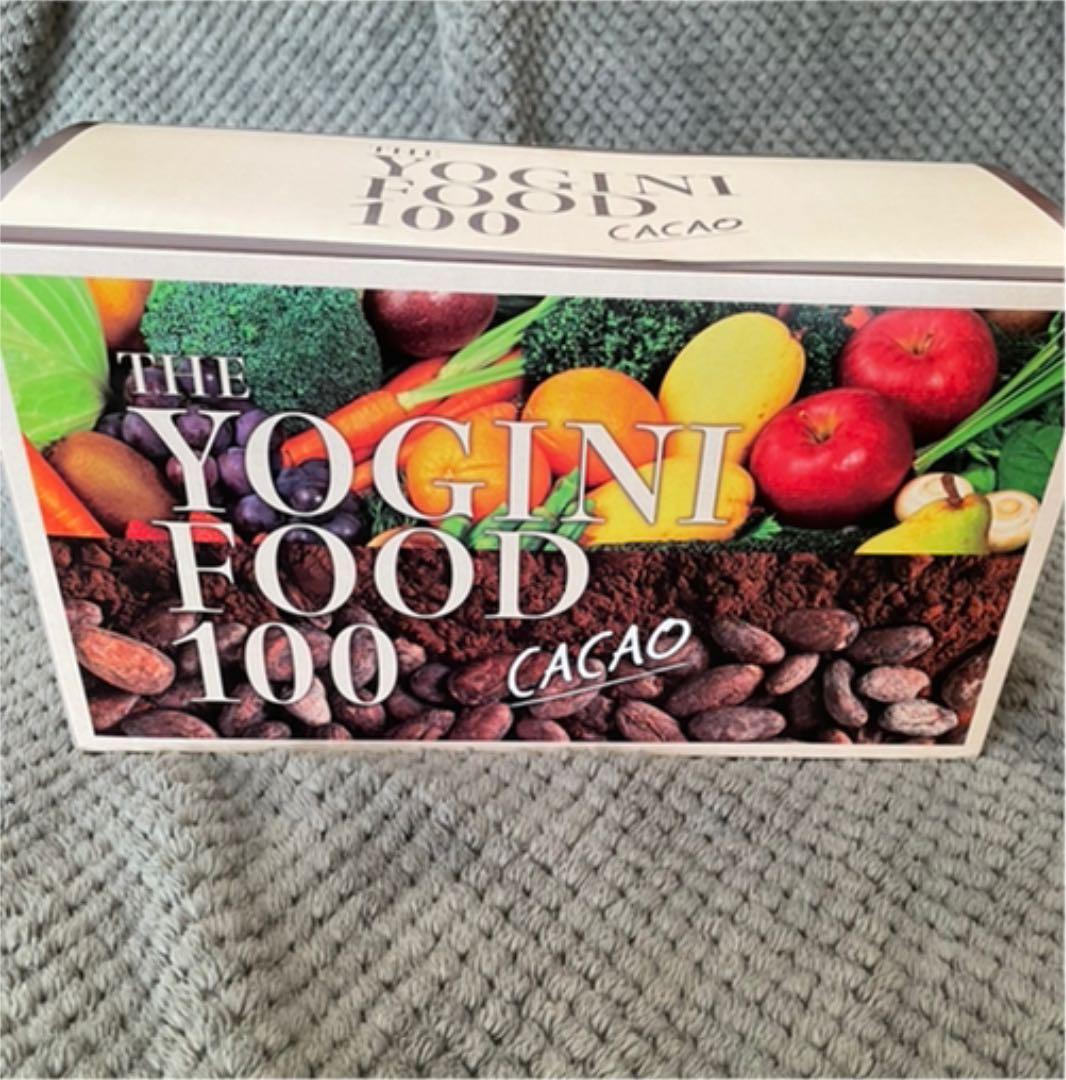 THE
YOGINI
FOOD
100 CACAO
THE
YOGINI
FOOD
100 CACAO